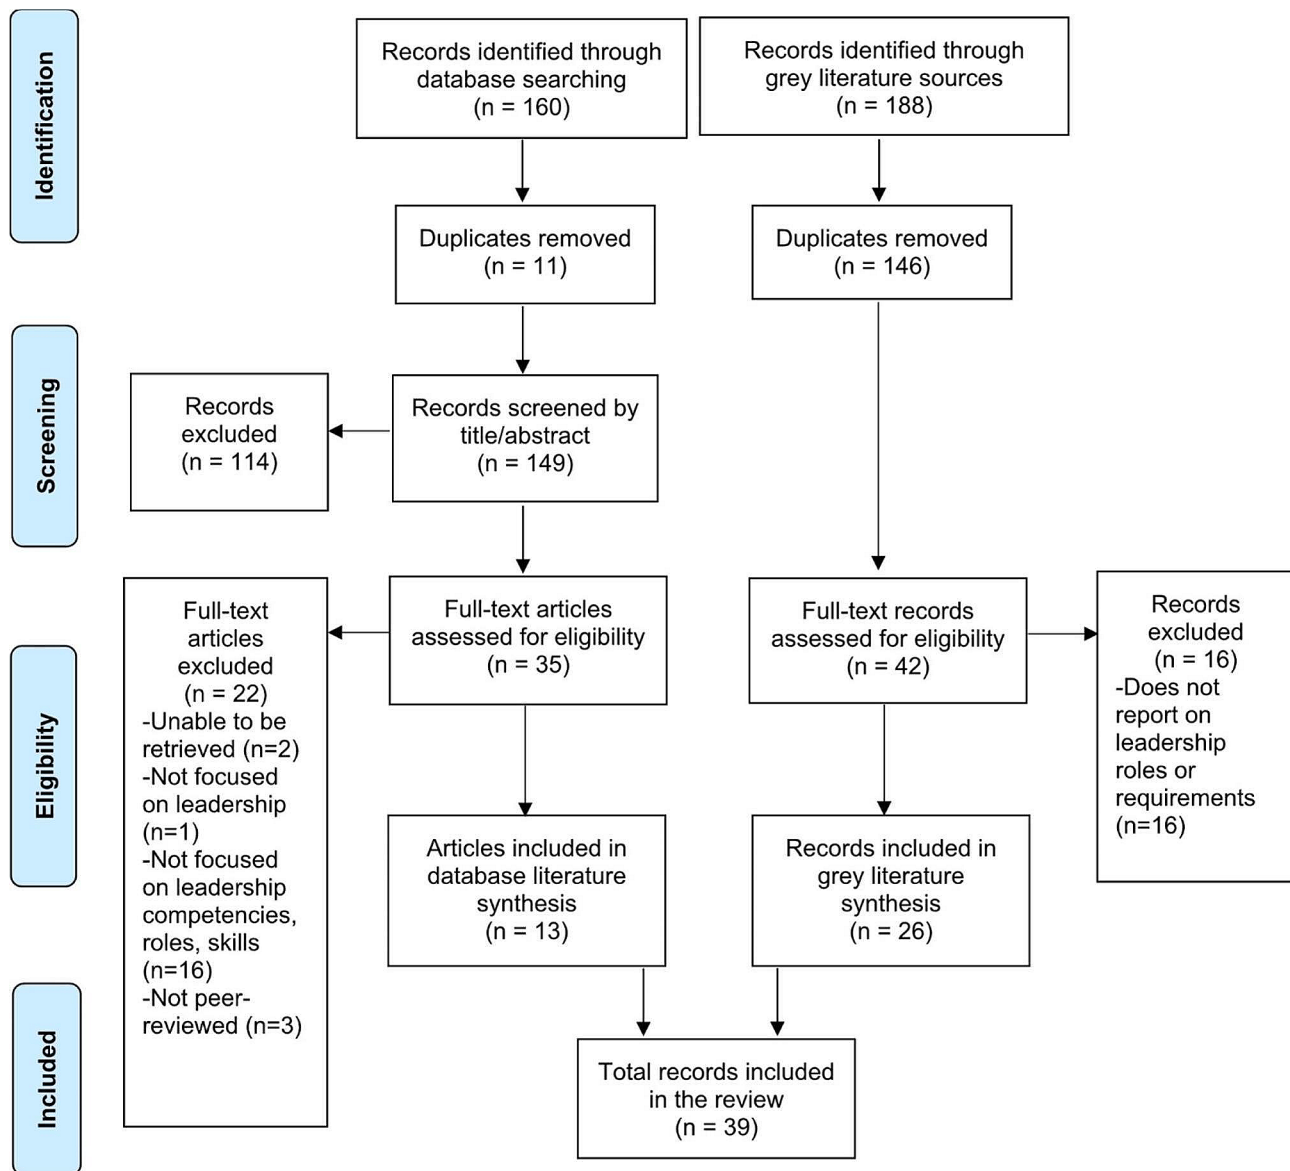 Identification
Records identified through
database searching
(n = 160)
Records identified through
grey literature sources
(n = 188)
Duplicates removed
(n = 11)
Duplicates removed
(n = 146)
Screening
Records
excluded
(n = 114)
Records screened by
title/abstract
(n = 149)
Eligibility
Full-text
articles
excluded
(n = 22)
-Unable to be
retrieved (n=2)
-Not focused
on leadership
(n=1)
-Not focused
on leadership
competencies,
roles, skills
(n=16)
-Not peer-
reviewed (n=3)
Full-text articles
assessed for eligibility
(n = 35)
Full-text records
assessed for eligibility
(n = 42)
Records
excluded
(n = 16)
-Does not
report on
leadership
roles or
requirements
(n=16)
Articles included in
database literature
synthesis
(n = 13)
Records included in
grey literature
synthesis
(n = 26)
Included
Total records included
in the review
(n = 39)